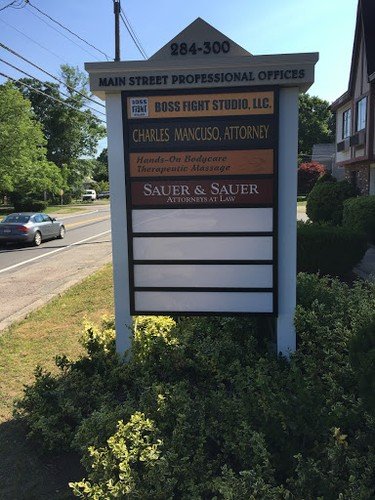 284-300
MAIN STREET PROFESSIONAL OFFICES
BOSS FIGHT BOSS FIGHT STUDIO, LLC.
CHARLES MANCUSO, ATTORNEY
Hands-On Bodycare
Therapeutic Massage
SAUER & SAUER
ATTORNEYS AT LAW